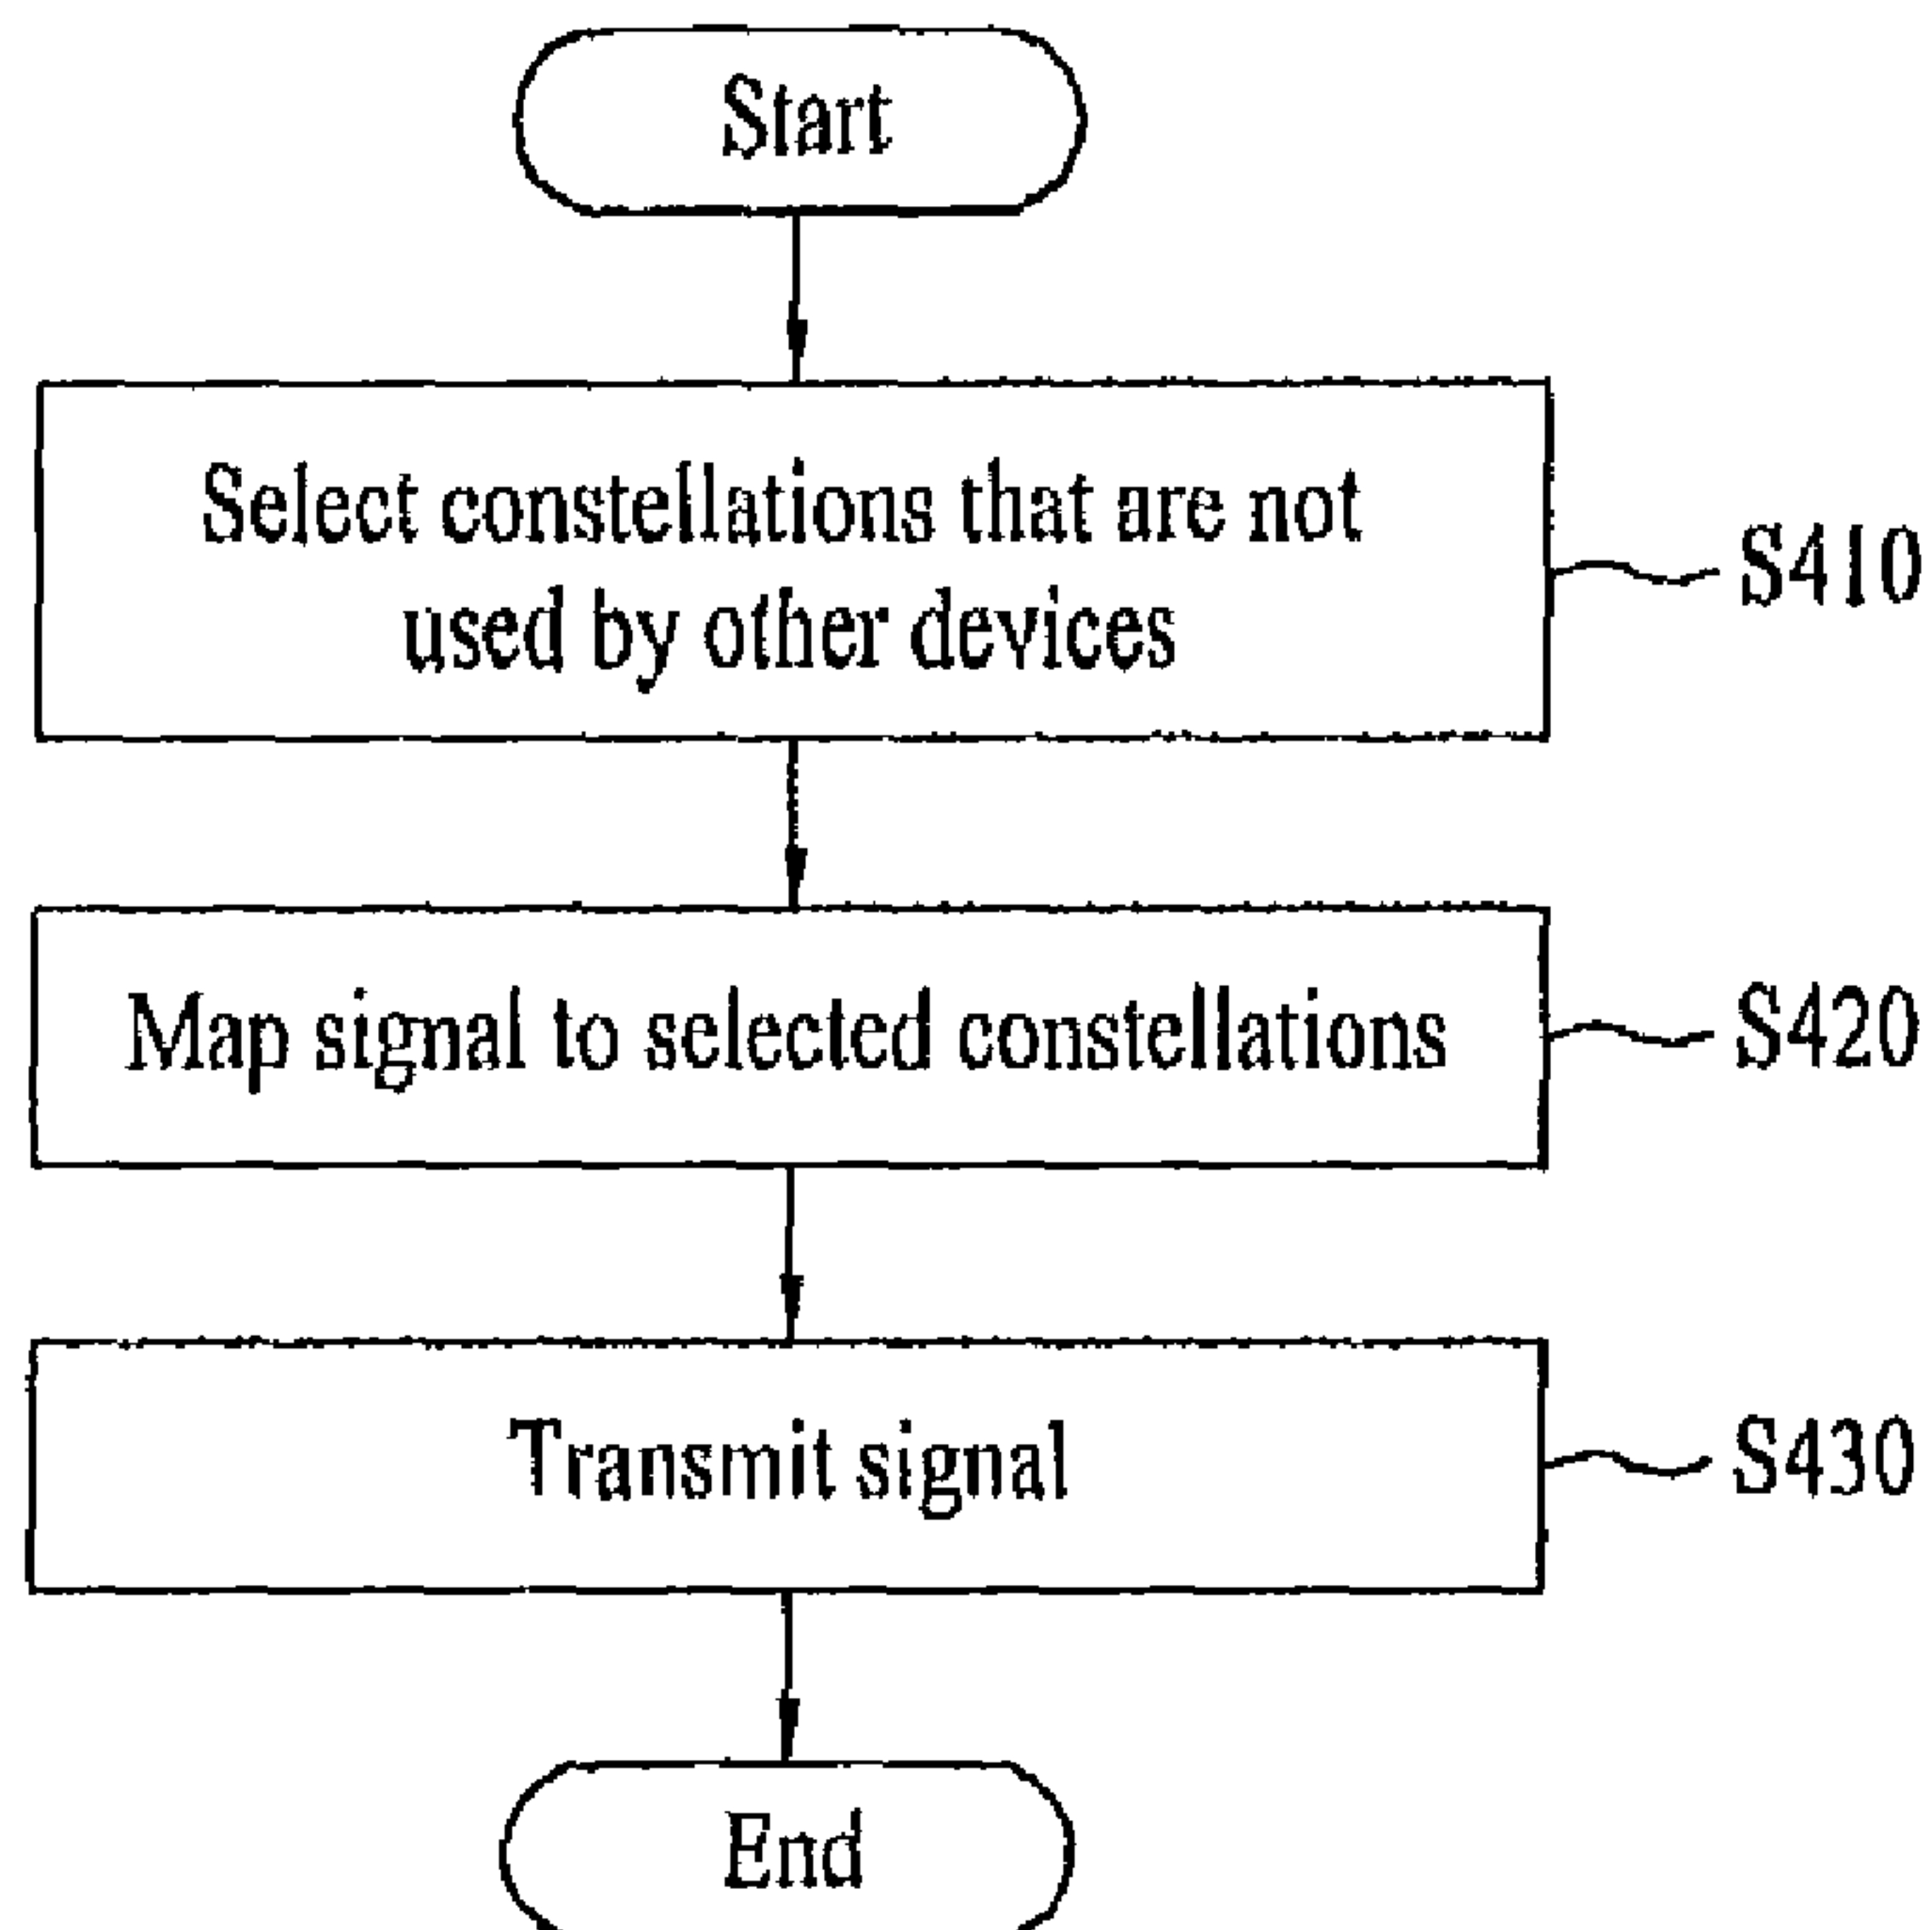 Start
Select constellations that are not
used by other devices
S410
Map signal to selected constellations
S420
Transmit signal
S430
End